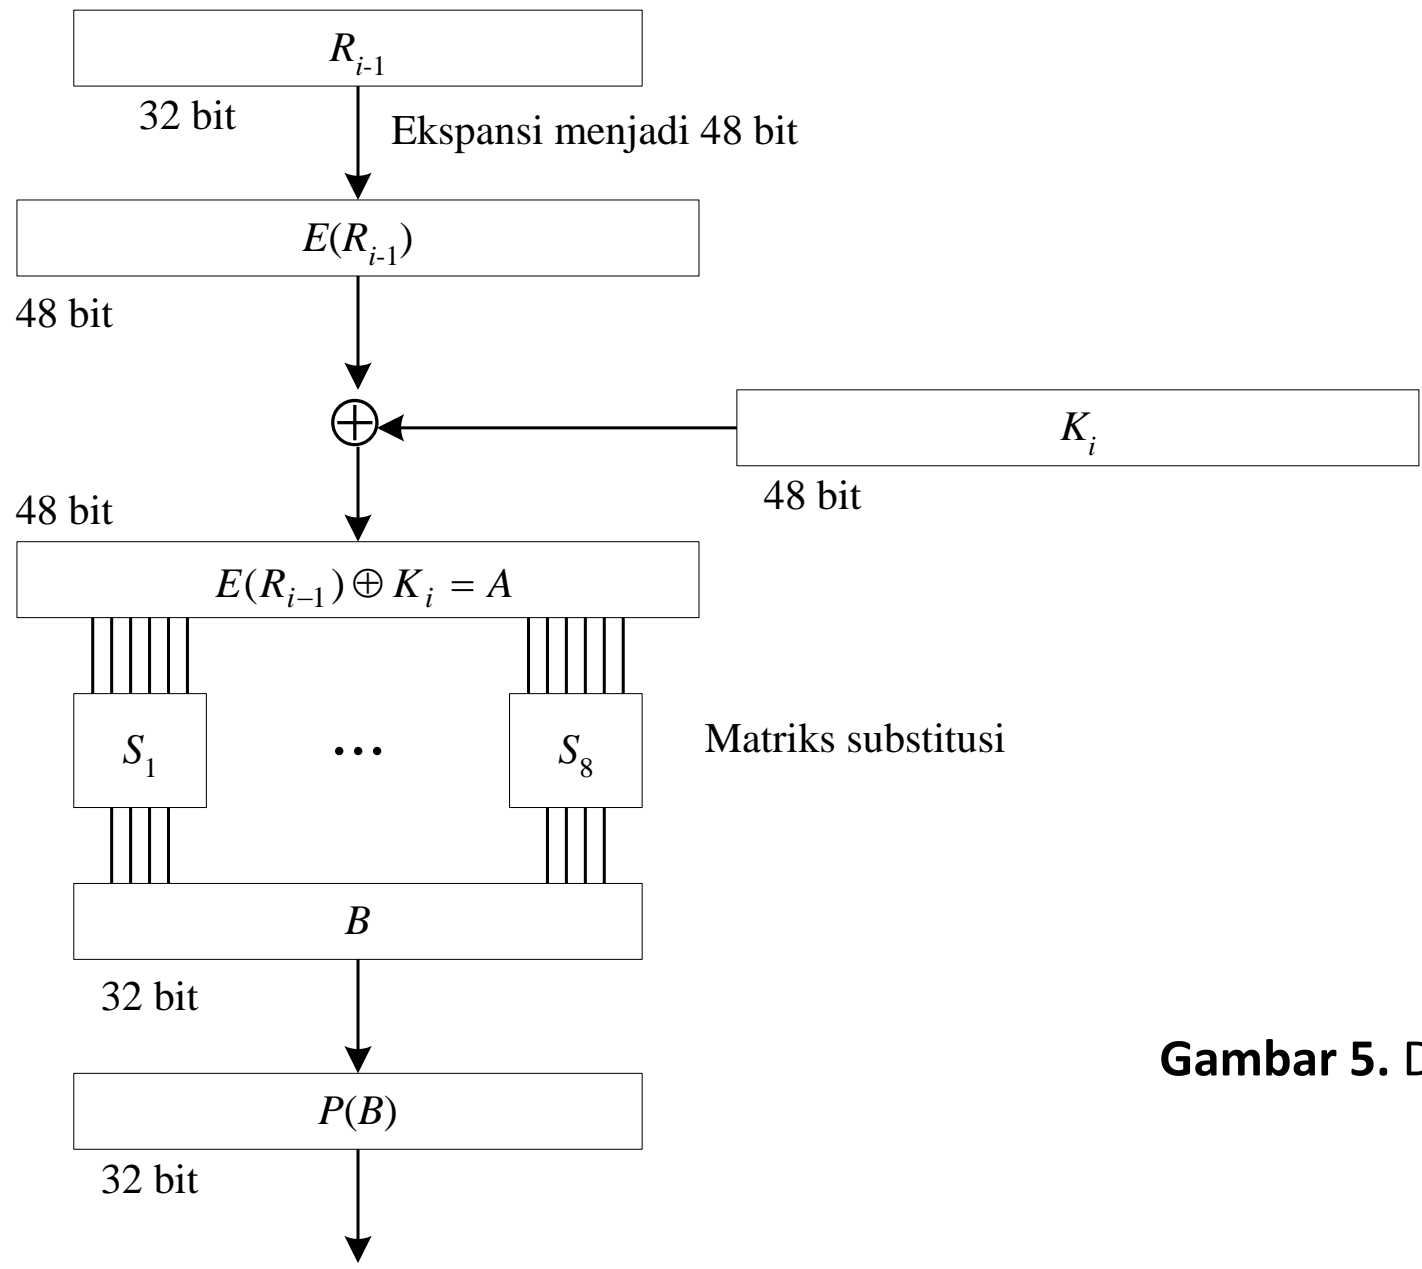 R_{i-1}
32 bit
Ekspansi menjadi 48 bit
E(R_{i-1})
48 bit
⊕
K_i
48 bit
48 bit
E(R_{i–1}) ⊕ K_i = A
S_1
...
S_8
Matriks substitusi
B
32 bit
Gambar 5. D
P(B)
32 bit